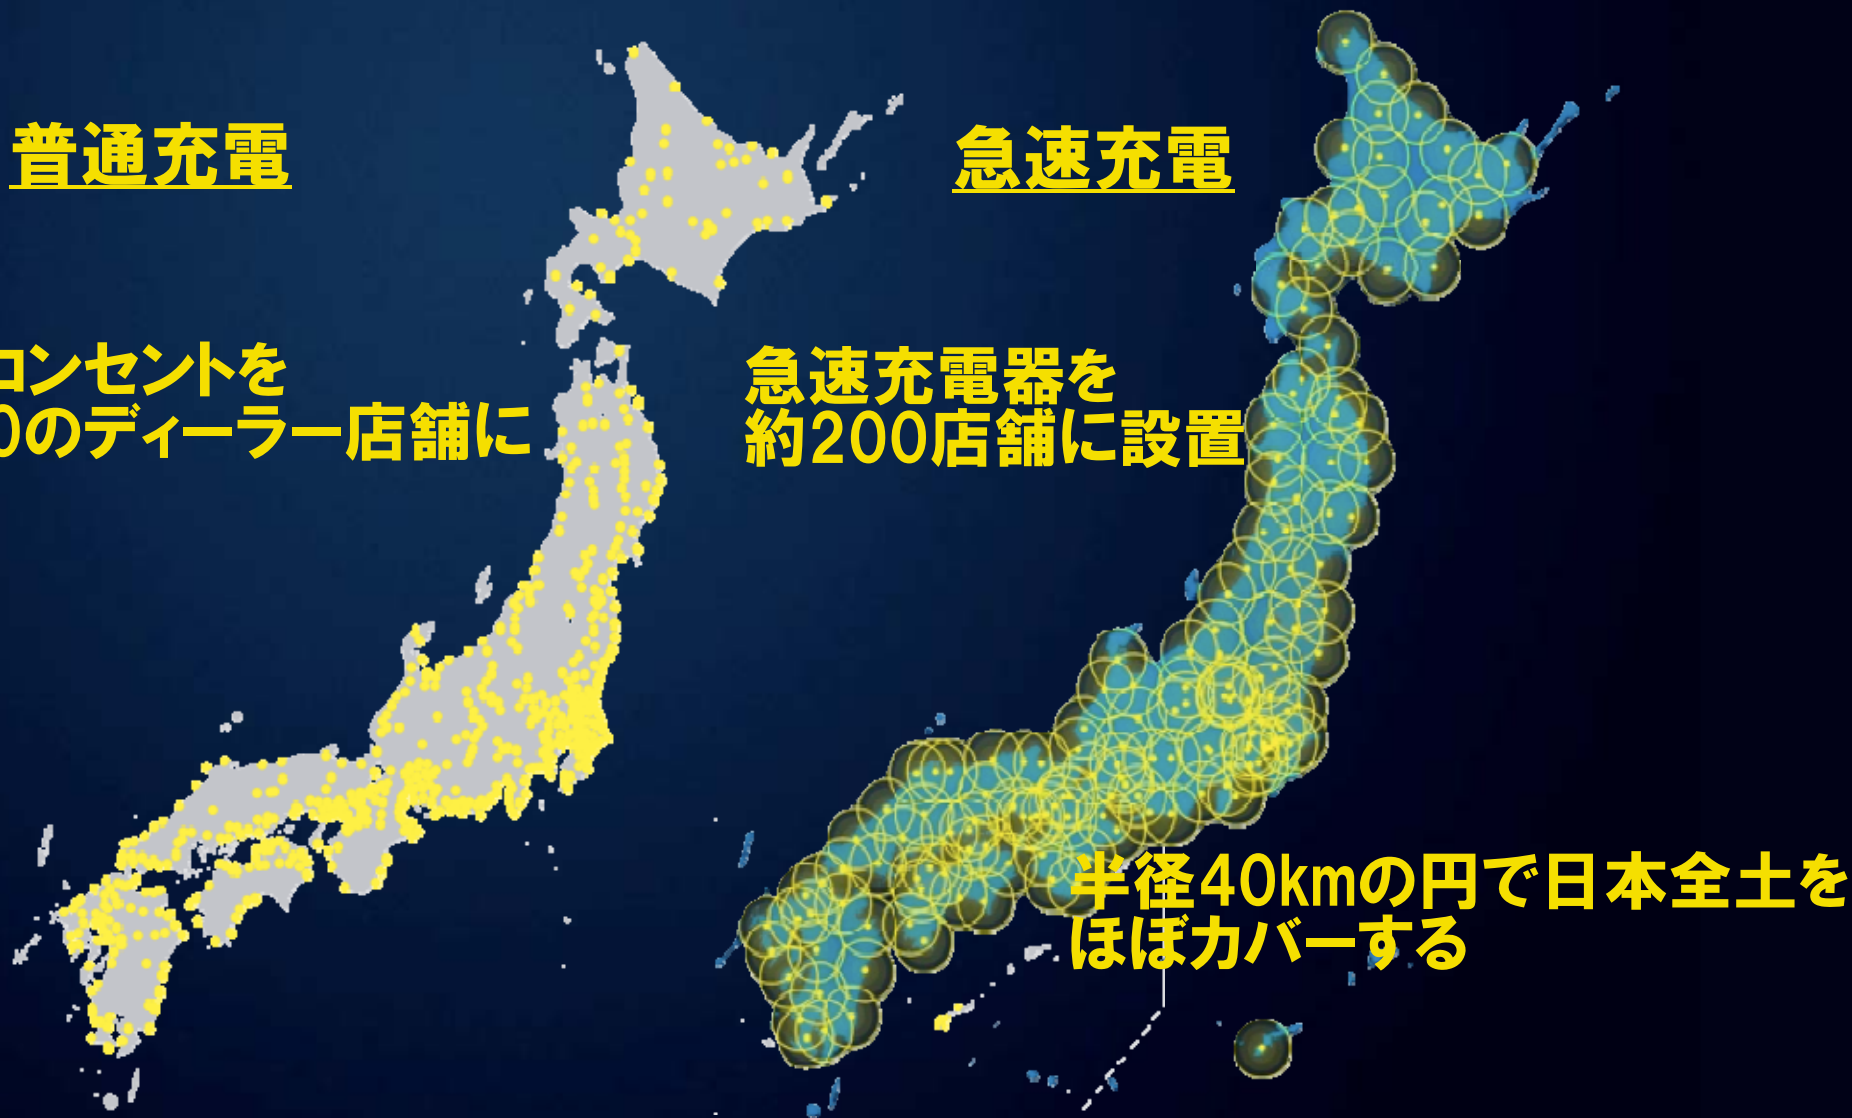 普通充電
コンセントを
0のディーラー店舗に
急速充電
急速充電器を
約200店舗に設置
半径40kmの円で日本全土を
ほぼカバーする